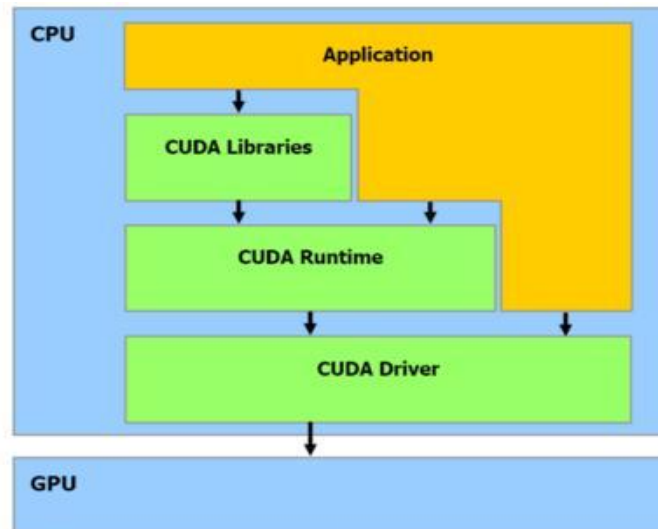 CPU
Application
CUDA Libraries
CUDA Runtime
CUDA Driver
GPU